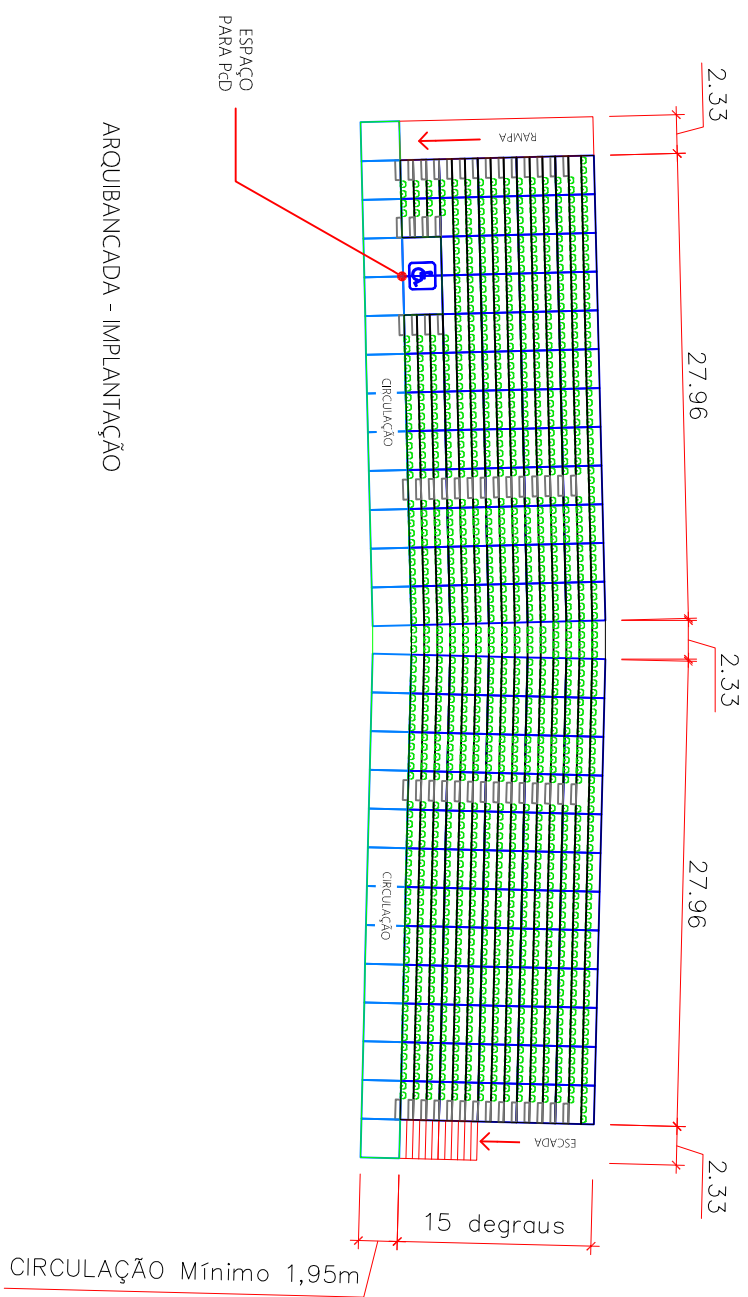 ESPAÇO
PARA PcD
2.33
RAMPA
ARQUIBANCADA - IMPLANTAÇÃO
27.96
CIRCULAÇÃO
2.33
27.96
CIRCULAÇÃO
ESCADA
2.33
15 degraus
CIRCULAÇÃO Mínimo 1,95m